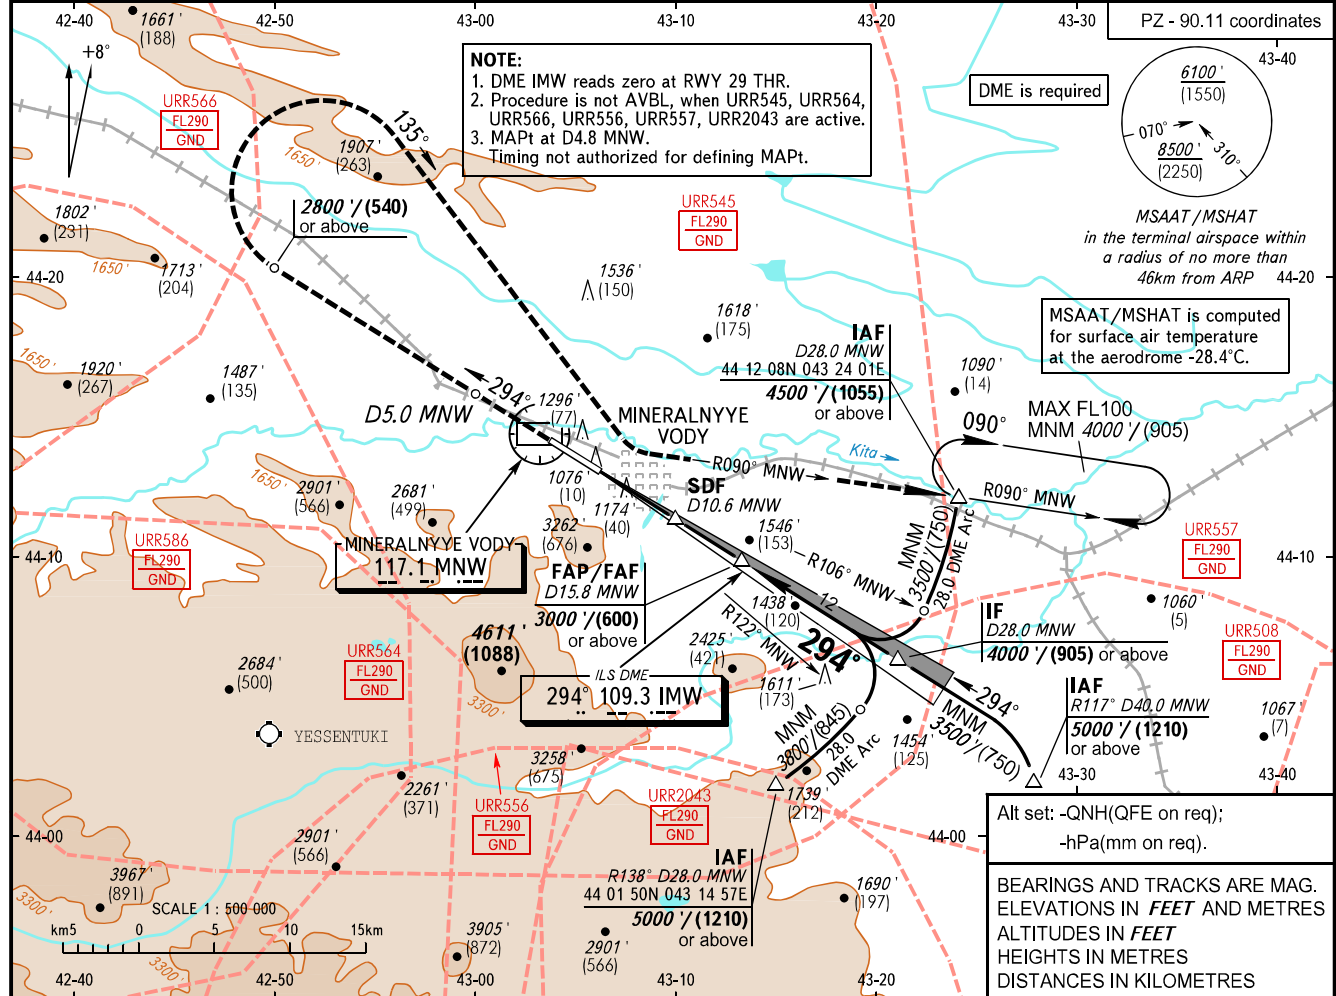 42-40
1661'
(188)
42-50
43-00
43-10
43-20
43-30
PZ - 90.11 coordinates
43-40
+8°
NOTE:
1. DME IMW reads zero at RWY 29 THR.
2. Procedure is not AVBL, when URR545, URR564,
URR566, URR556, URR557, URR2043 are active.
3. MAPt at D4.8 MNW.
Timing not authorized for defining MAPt.
DME is required
6100'
(1550)
070°
310°
8500'
(2250)
MSAAT/MSHAT
in the terminal airspace within
a radius of no more than
46km from ARP
44-20
MSAAT/MSHAT is computed
for surface air temperature
at the aerodrome -28.4°C.
URR566
FL290
GND
135°
1907'
(263)
1650'
2800'/(540)
or above
1802'
(231)
1650'
1713'
(204)
44-20
URR545
FL290
GND
1536'
(150)
1618'
(175)
IAF
D28.0 MNW
44 12 08N 043 24 01E
4500'/(1055)
or above
1090'
(14)
1650'
1920'
(267)
1487'
(135)
D5.0 MNW
294°
1296'
(77)
H
MINERALNYYE
VODY
090°
MAX FL100
MNM 4000'/(905)
Kita
R090° MNW
R090° MNW
1076'
(10)
1174'
(40)
SDF
D10.6 MNW
1650'
2901'
(566)
2681'
(499)
3262'
(676)
1546'
(153)
R106° MNW
MNM
3500'/(750)
28.0 DME Arc
URR557
FL290
GND
44-10
44-10
URR586
FL290
GND
MINERALNYYE VODY
117.1 MNW
FAP/FAF
D15.8 MNW
3000'/(600)
or above
12
1438'
(120)
294°
R122° MNW
1060'
(5)
IF
D28.0 MNW
4000'/(905) or above
URR508
FL290
GND
4611'
(1088)
3300'
2425'
(421)
1611'
(173)
ILS DME
294° 109.3 IMW
URR564
FL290
GND
2684'
(500)
YESSENTUKI
294°
MNM
3500'/(750)
IAF
R117° D40.0 MNW
5000'/(1210)
or above
1067'
(7)
MNM
3800'/(845)
28.0
DME Arc
1454'
(125)
3258'
(675)
1739'
(212)
43-30
43-40
2261'
(371)
URR556
FL290
GND
URR2043
FL290
GND
44-00
44-00
2901'
(566)
3967'
(891)
3300'
IAF
R138° D28.0 MNW
44 01 50N 043 14 57E
5000'/(1210)
or above
1690'
(197)
SCALE 1 : 500 000
km5 0 5 10 15km
3905'
(872)
2901'
(566)
3300'
42-40
42-50
43-00
43-10
43-20
Alt set: -QNH(QFE on req);
-hPa(mm on req).
BEARINGS AND TRACKS ARE MAG.
ELEVATIONS IN FEET AND METRES
ALTITUDES IN FEET
HEIGHTS IN METRES
DISTANCES IN KILOMETRES